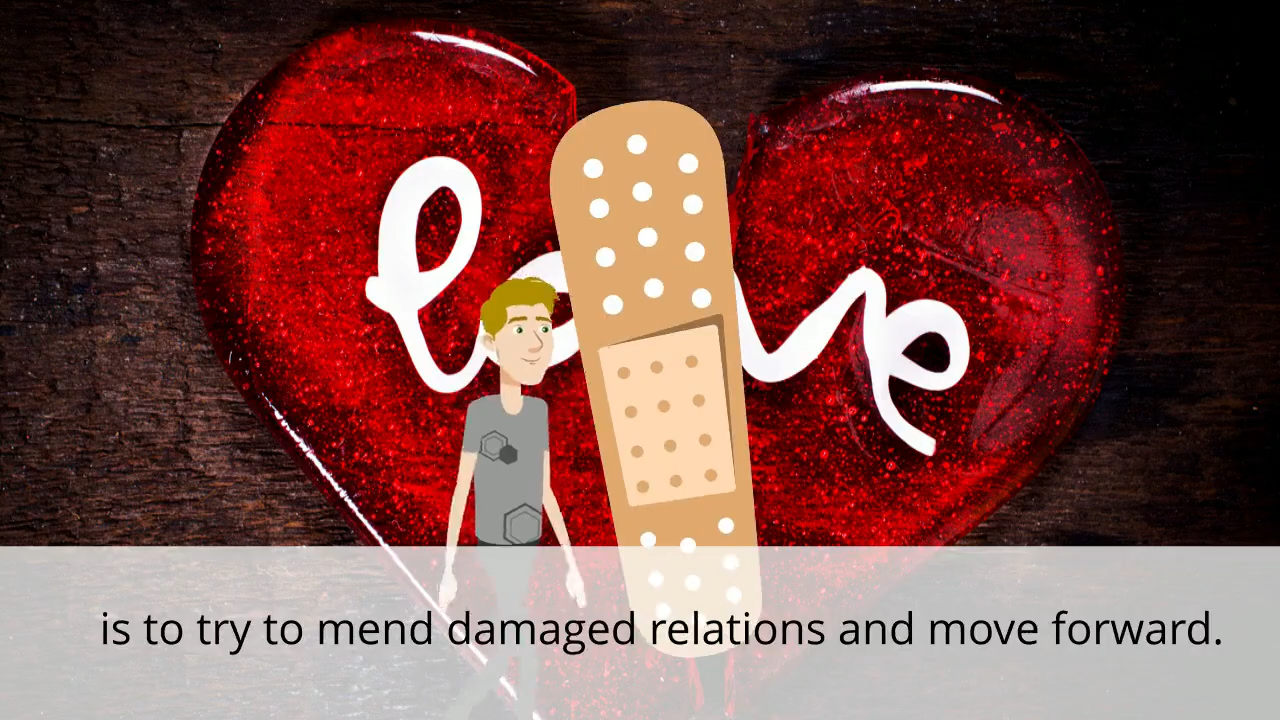 love
is to try to mend damaged relations and move forward.